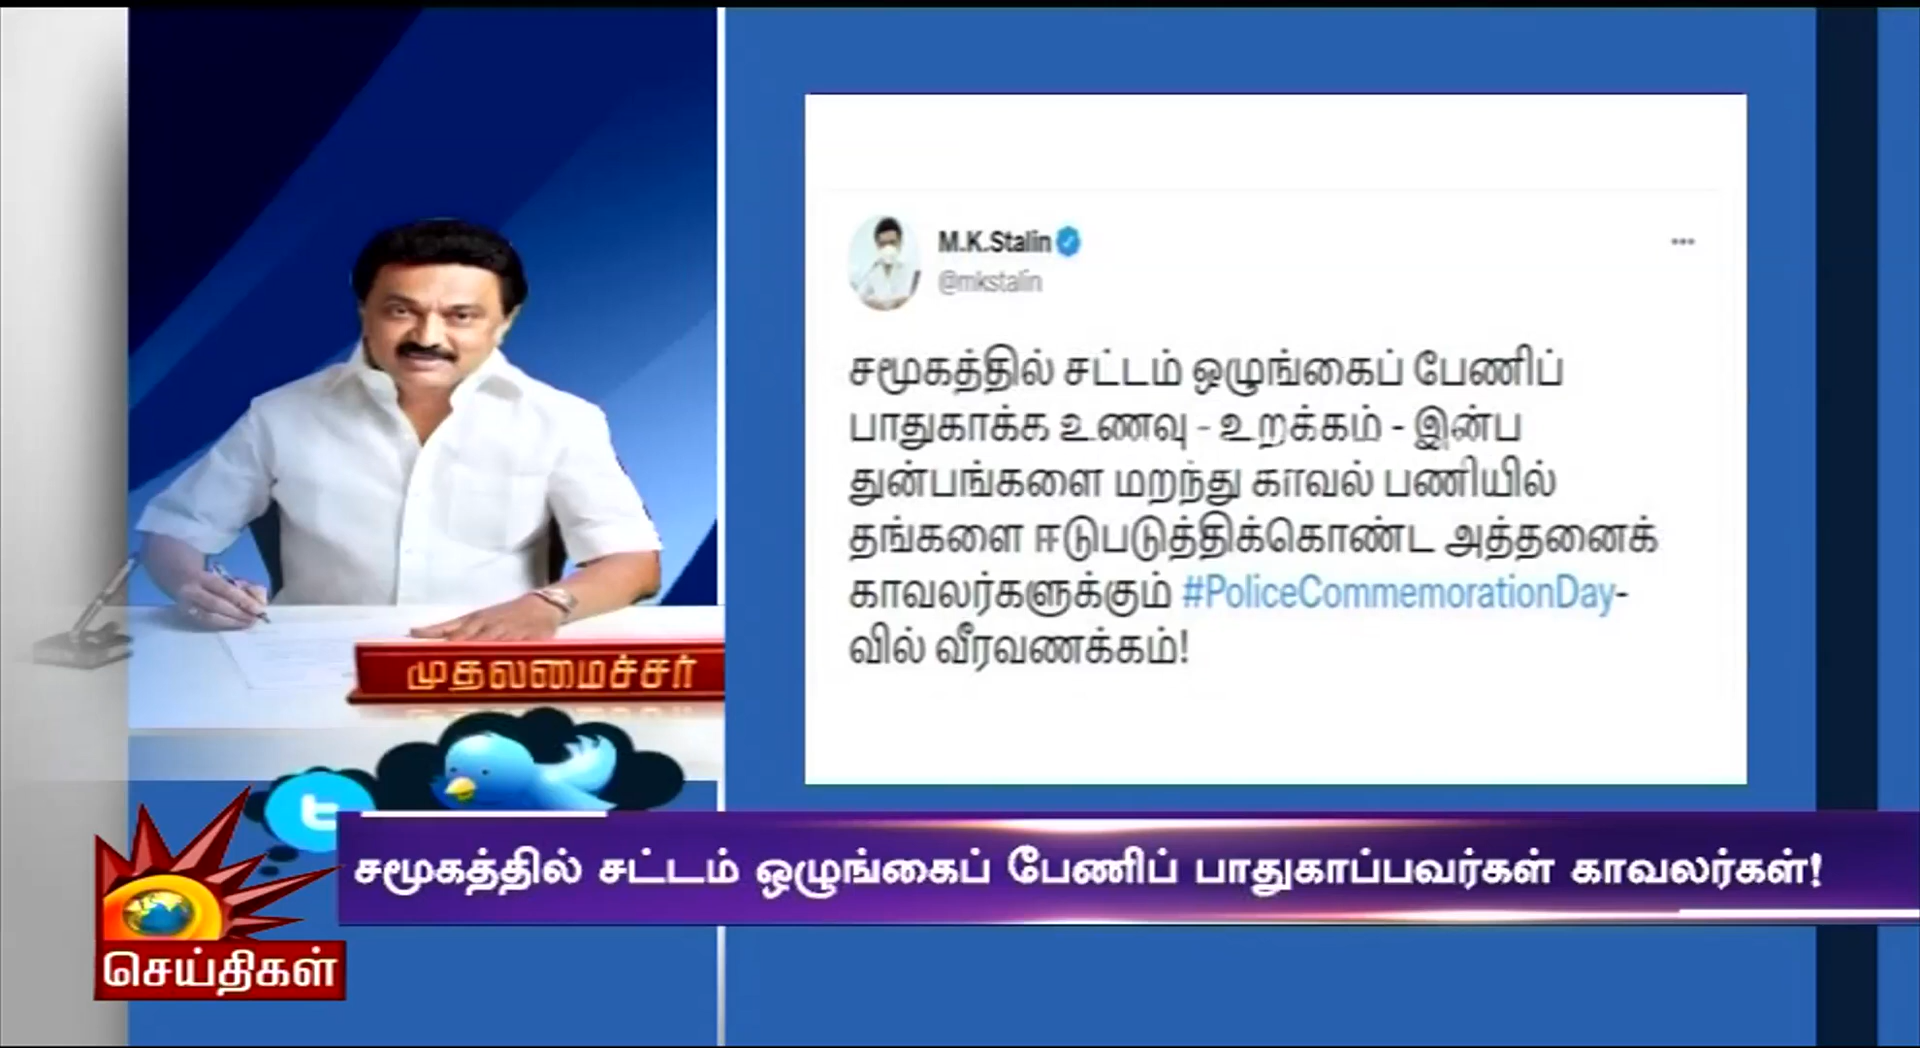 M.K.Stalin
@mkstalin
சமூகத்தில் சட்டம் ஒழுங்கைப் பேணிப்
பாதுகாக்க உணவு - உறக்கம் - இன்ப
துன்பங்களை மறந்து காவல் பணியில்
தங்களை ஈடுபடுத்திக்கொண்ட அத்தனைக்
காவலர்களுக்கும் #PoliceCommemorationDay-
வில் வீரவணக்கம்!
முதலமைச்சர்
சமூகத்தில் சட்டம் ஒழுங்கைப் பேணிப் பாதுகாப்பவர்கள் காவலர்கள்!
செய்திகள்